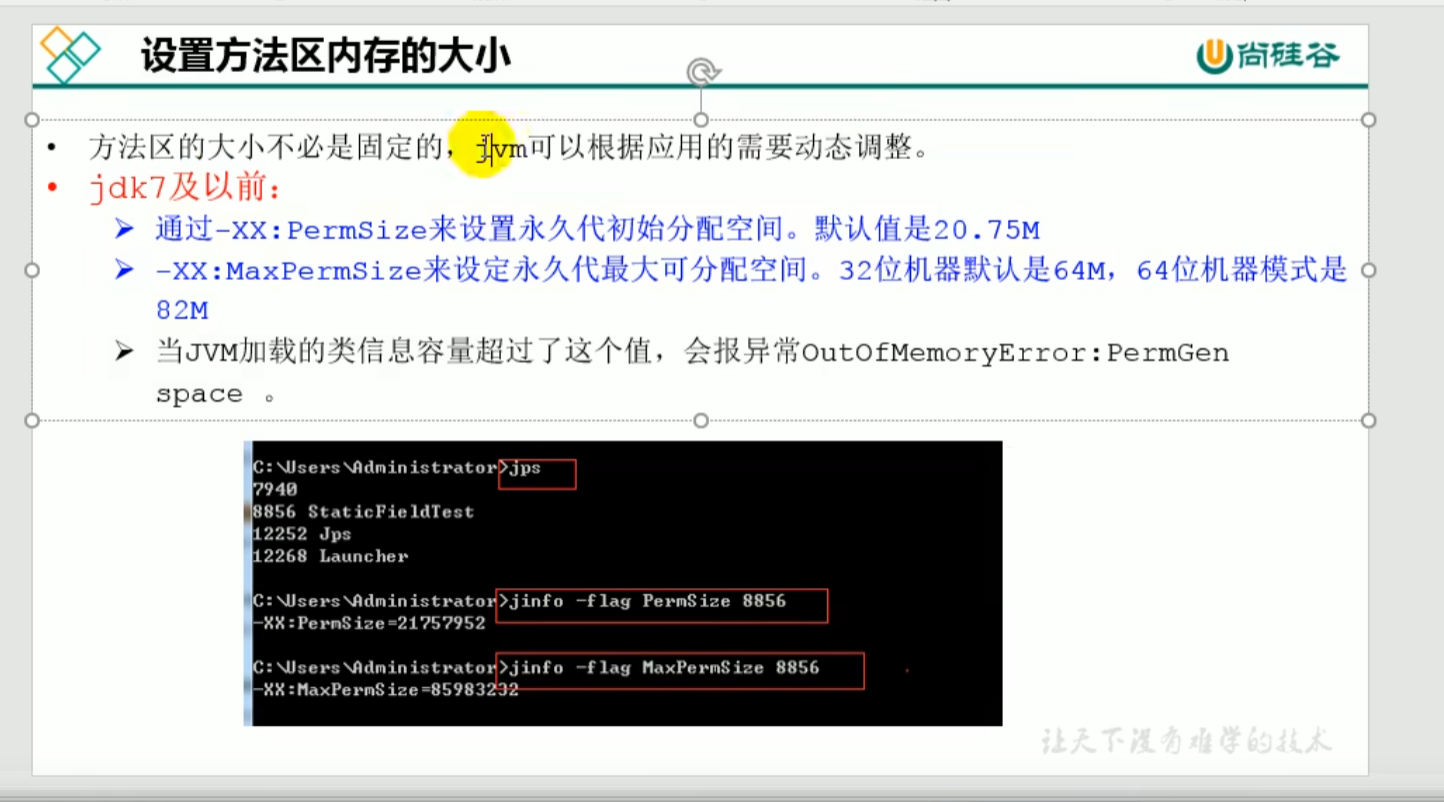 设置方法区内存的大小
尚硅谷
• 方法区的大小不必是固定的，jvm可以根据应用的需要动态调整。
• jdk7及以前：
➢ 通过-XX:PermSize来设置永久代初始分配空间。默认值是20.75M
➢ -XX:MaxPermSize来设定永久代最大可分配空间。32位机器默认是64M，64位机器模式是
82M
➢ 当JVM加载的类信息容量超过了这个值，会报异常OutOfMemoryError:PermGen
space 。
C:\Users\Administrator>jps
7940
8856 StaticFieldTest
12252 Jps
12268 Launcher
C:\Users\Administrator>jinfo -flag PermSize 8856
-XX:PermSize=21757952
C:\Users\Administrator>jinfo -flag MaxPermSize 8856
-XX:MaxPermSize=85983232
让天下没有难学的技术